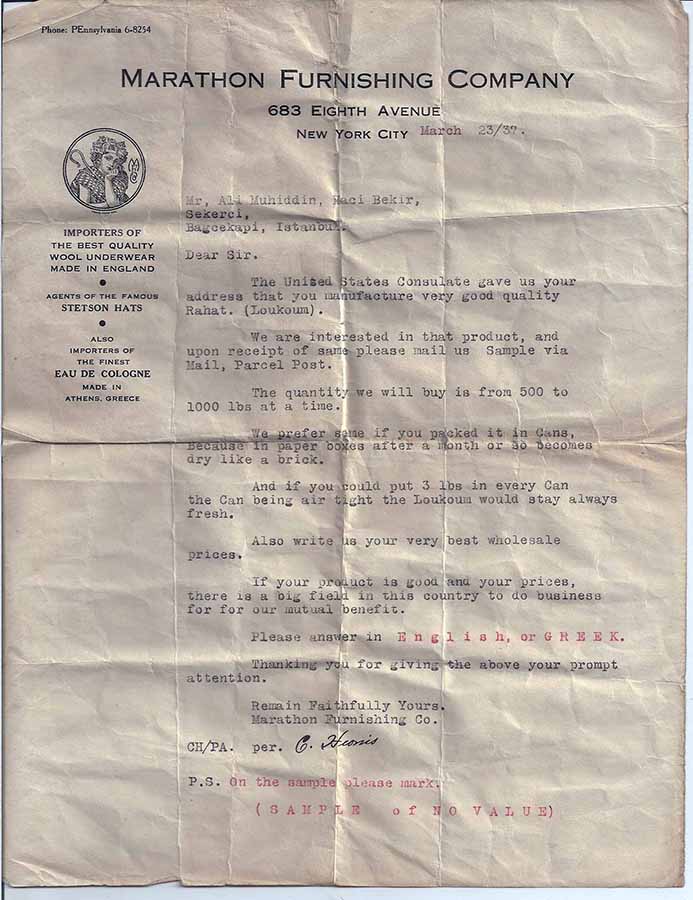 Phone: PEnnsylvania 6-8254
MARATHON FURNISHING COMPANY
683 EIGHTH AVENUE
NEW YORK CITY March 23/37.
IMPORTERS OF
THE BEST QUALITY
WOOL UNDERWEAR
MADE IN ENGLAND
AGENTS OF THE FAMOUS
STETSON HATS
ALSO
IMPORTERS OF
THE FINEST
EAU DE COLOGNE
MADE IN
ATHENS, GREECE
Mr, Ali Muhiddin, Haci Bekir,
Sekerci,
Bagcekapi, Istanbul.
Dear Sir.
The United States Consulate gave us your
address that you manufacture very good quality
Rahat. (Loukoum).
We are interested in that product, and
upon receipt of same please mail us Sample via
Mail, Parcel Post.
The quantity we will buy is from 500 to
1000 lbs at a time.
We prefer same if you packed it in Cans,
Because in paper boxes after a month or so becomes
dry like a brick.
And if you could put 3 lbs in every Can
the Can being air tight the Loukoum would stay always
fresh.
Also write us your very best wholesale
prices.
If your product is good and your prices,
there is a big field in this country to do business
for for our mutual benefit.
Please answer in English, or GREEK.
Thanking you for giving the above your prompt
attention.
Remain Faithfully Yours.
Marathon Furnishing Co.
CH/PA. per. C.
P.S. On the sample please mark.
(SAMPLE of NO VALUE)